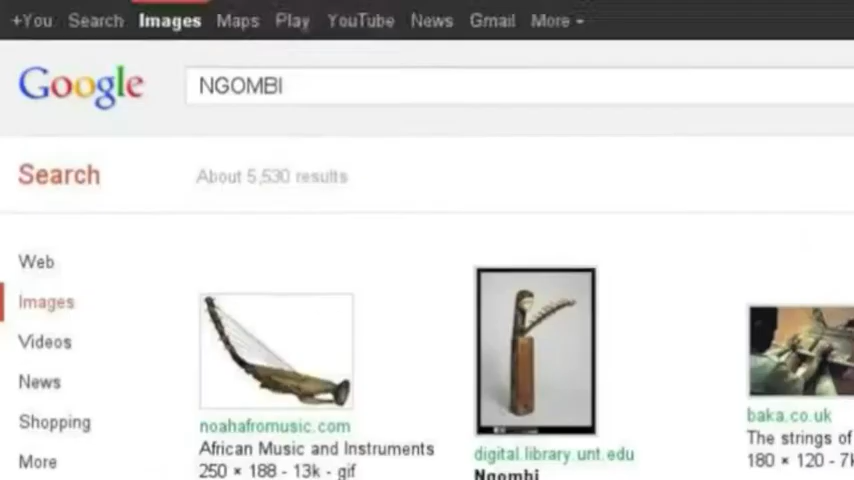 +You Search Images Maps Play YouTube News Gmail More
Google NGOMBI
Search About 5,530 results
Web
Images
Videos
News
Shopping
More
noahafromusic.com
African Music and Instruments
250 × 188 - 13k - gif
digital.library.unt.edu
Ngombi
baka.co.uk
The strings of
180 × 120 - 7k